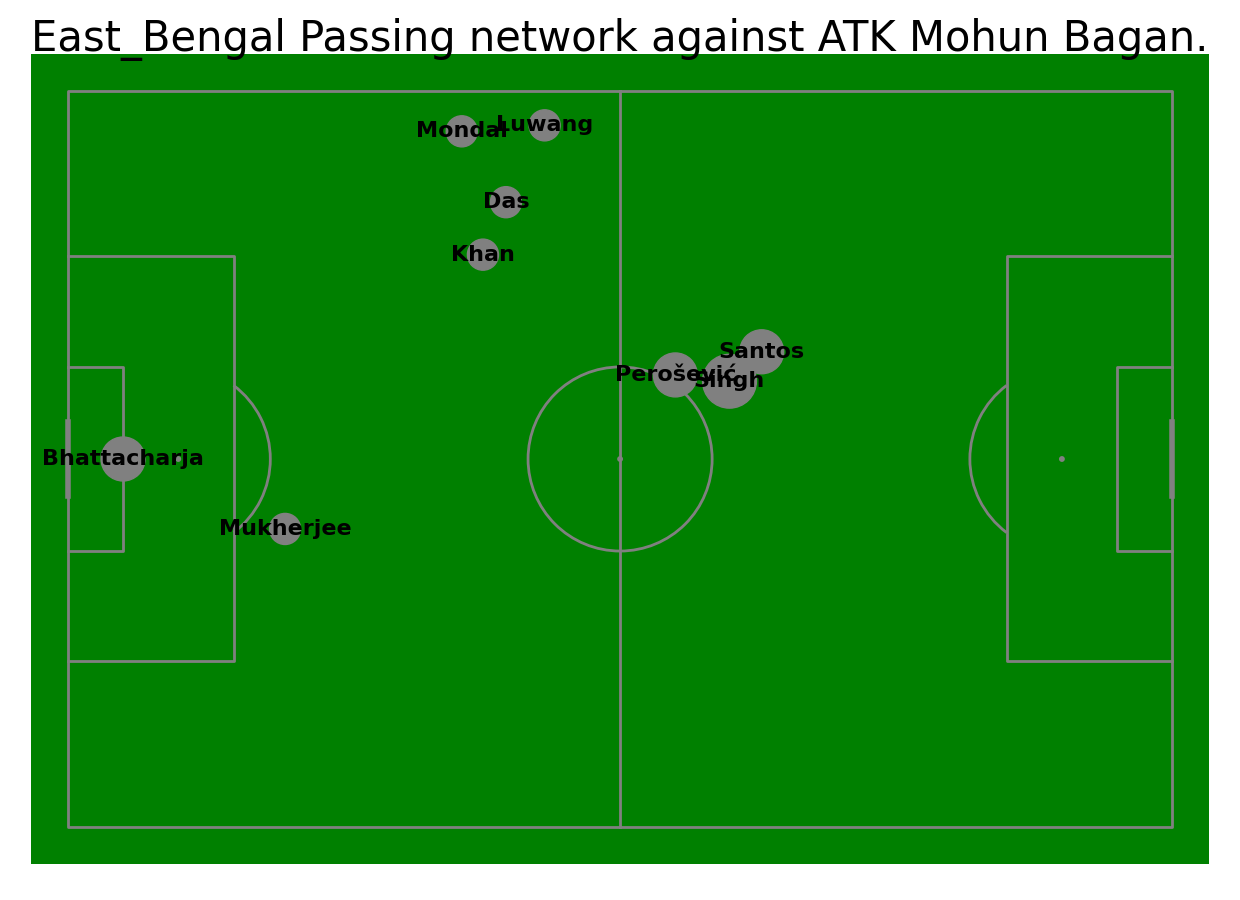 East_Bengal Passing network against ATK Mohun Bagan.
Mondal
Luwang
Das
Khan
Santos
Perošević
Singh
Bhattacharja
Mukherjee